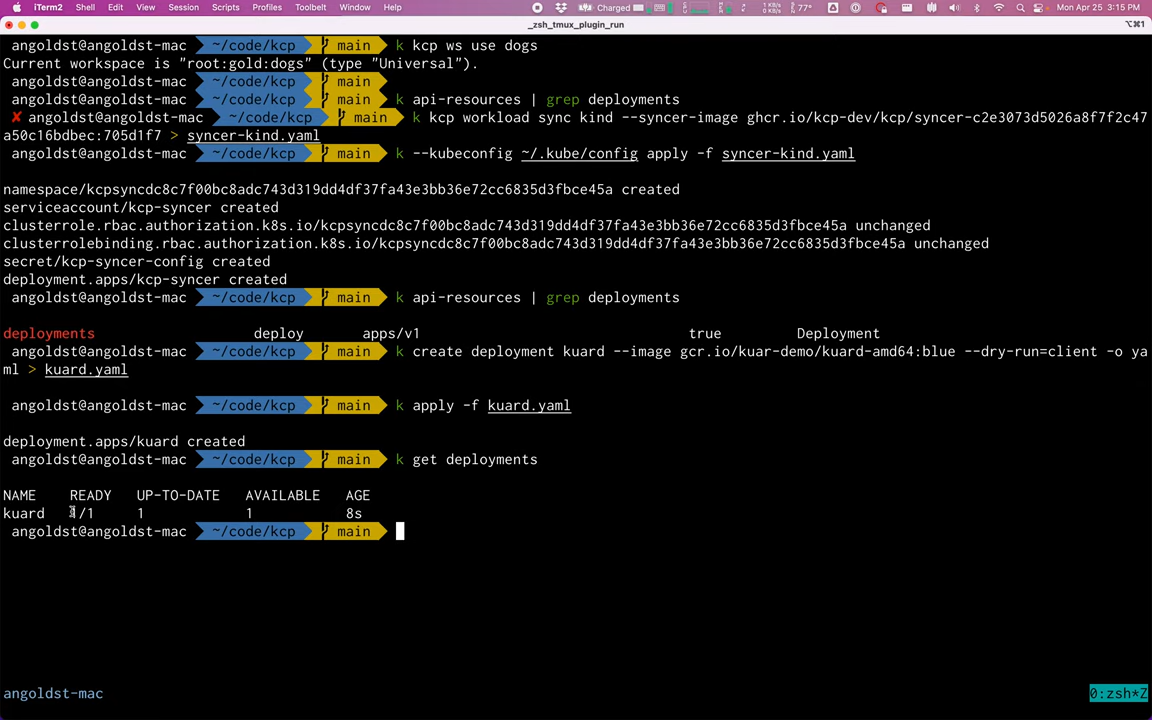 iTerm2 Shell Edit View Session Scripts Profiles Toolbelt Window Help Charged 1 KB/s 0 KB/s 77° Mon Apr 25 3:15 PM
_zsh_tmux_plugin_run ⌥⌘1
angoldst@angoldst-mac ~/code/kcp main k kcp ws use dogs
Current workspace is "root:gold:dogs" (type "Universal").
angoldst@angoldst-mac ~/code/kcp main
angoldst@angoldst-mac ~/code/kcp main k api-resources | grep deployments
✘ angoldst@angoldst-mac ~/code/kcp main k kcp workload sync kind --syncer-image ghcr.io/kcp-dev/kcp/syncer-c2e3073d5026a8f7f2c47
a50c16bdbec:705d1f7 > syncer-kind.yaml
angoldst@angoldst-mac ~/code/kcp main k --kubeconfig ~/.kube/config apply -f syncer-kind.yaml
namespace/kcpsyncdc8c7f00bc8adc743d319dd4df37fa43e3bb36e72cc6835d3fbce45a created
serviceaccount/kcp-syncer created
clusterrole.rbac.authorization.k8s.io/kcpsyncdc8c7f00bc8adc743d319dd4df37fa43e3bb36e72cc6835d3fbce45a unchanged
clusterrolebinding.rbac.authorization.k8s.io/kcpsyncdc8c7f00bc8adc743d319dd4df37fa43e3bb36e72cc6835d3fbce45a unchanged
secret/kcp-syncer-config created
deployment.apps/kcp-syncer created
angoldst@angoldst-mac ~/code/kcp main k api-resources | grep deployments
deployments deploy apps/v1 true Deployment
angoldst@angoldst-mac ~/code/kcp main k create deployment kuard --image gcr.io/kuar-demo/kuard-amd64:blue --dry-run=client -o ya
ml > kuard.yaml
angoldst@angoldst-mac ~/code/kcp main k apply -f kuard.yaml
deployment.apps/kuard created
angoldst@angoldst-mac ~/code/kcp main k get deployments
NAME READY UP-TO-DATE AVAILABLE AGE
kuard 1/1 1 1 8s
angoldst@angoldst-mac ~/code/kcp main
angoldst-mac 0:zsh*Z